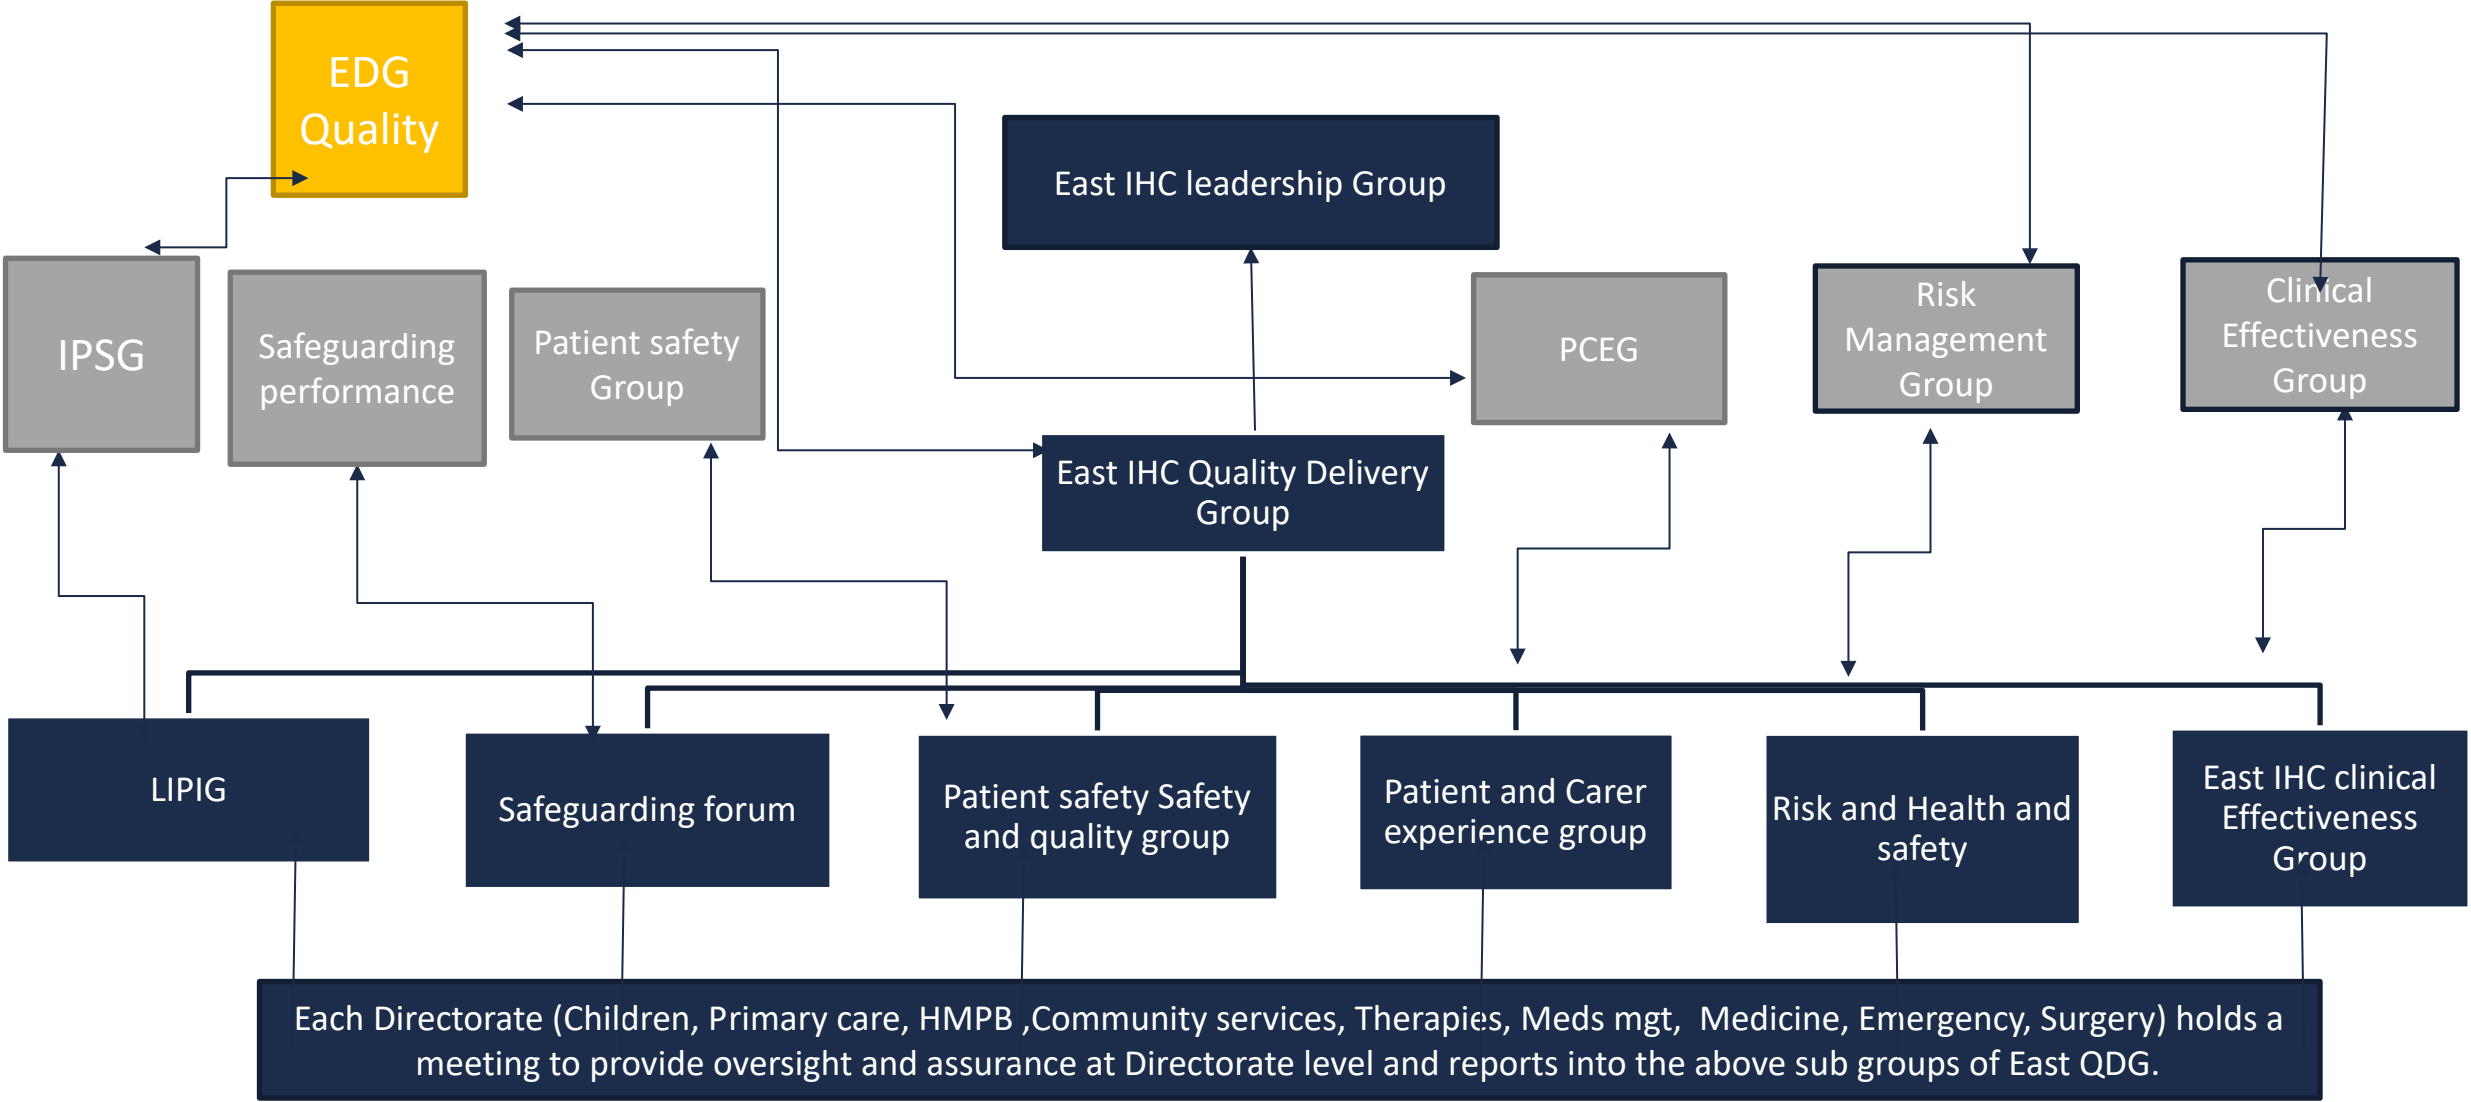 EDG
Quality
East IHC leadership Group
IPSG
Safeguarding
performance
Patient safety
Group
PCEG
Risk
Management
Group
Clinical
Effectiveness
Group
East IHC Quality Delivery
Group
LIPIG
Safeguarding forum
Patient safety Safety
and quality group
Patient and Carer
experience group
Risk and Health and
safety
East IHC clinical
Effectiveness
Group
Each Directorate (Children, Primary care, HMPB ,Community services, Therapies, Meds mgt,  Medicine, Emergency, Surgery) holds a
meeting to provide oversight and assurance at Directorate level and reports into the above sub groups of East QDG.